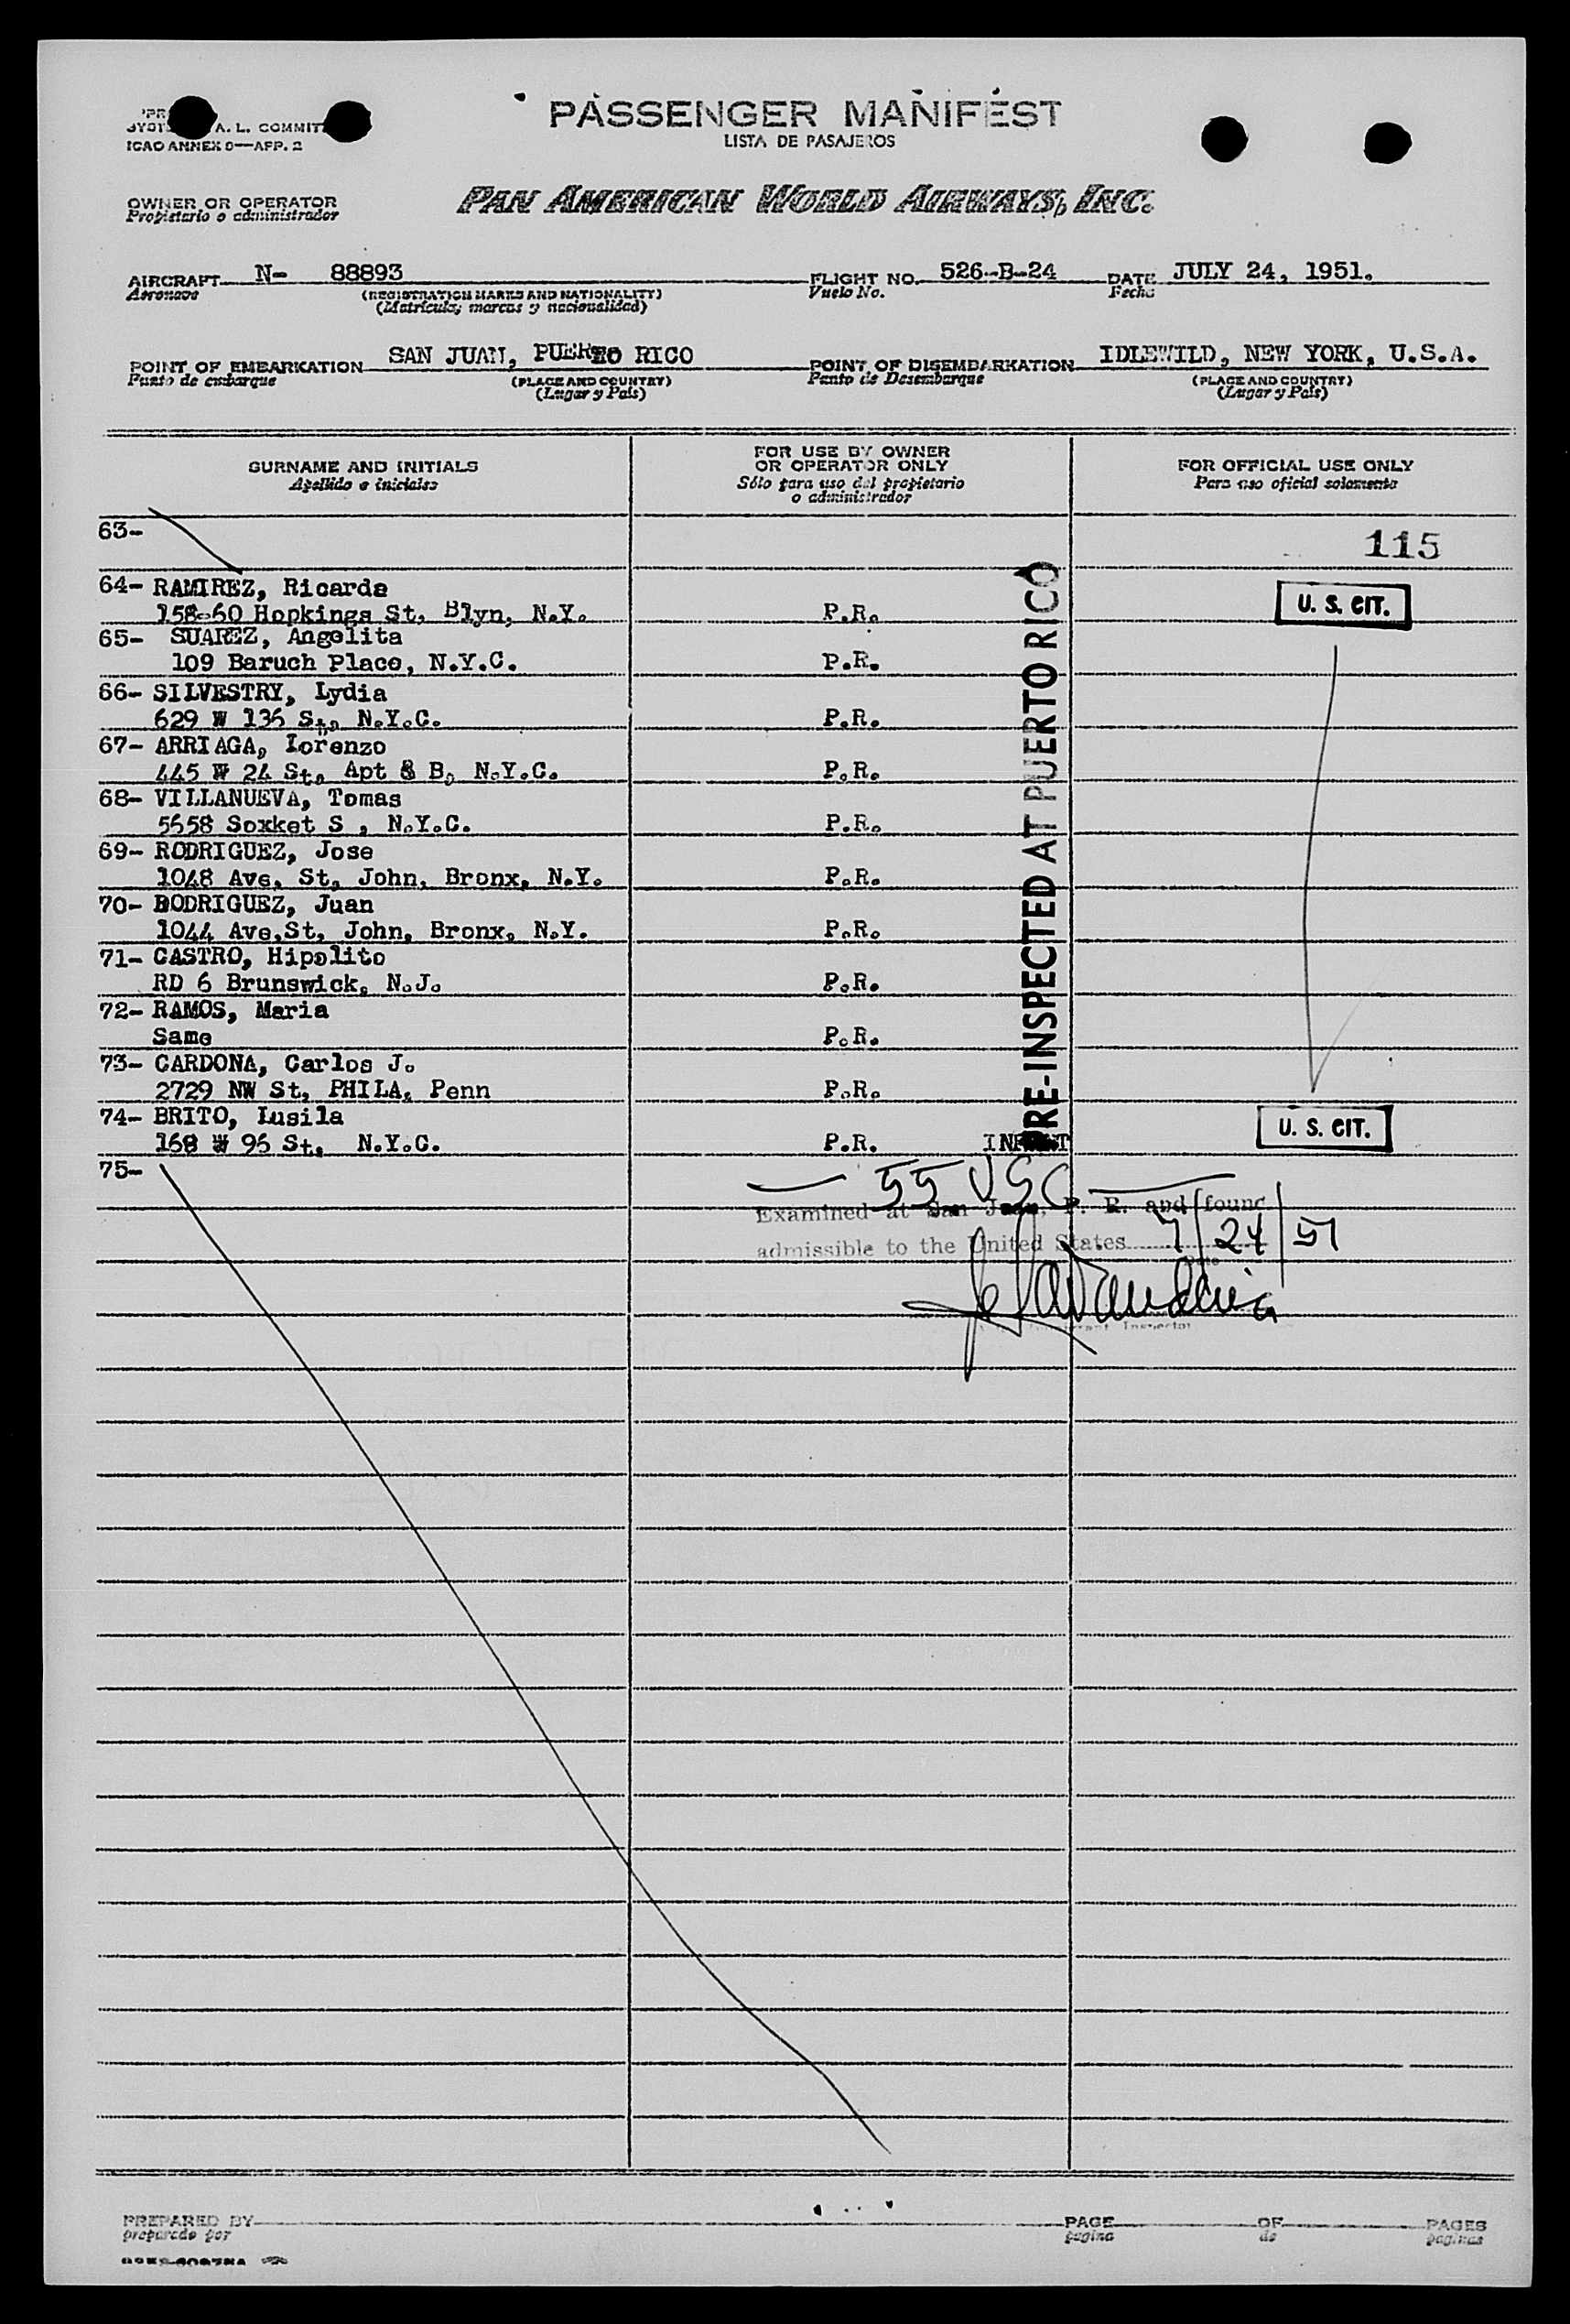 A. L. COMMIT
ICAO ANNEX 9—APP. 2
PASSENGER MANIFEST
LISTA DE PASAJEROS
OWNER OR OPERATOR
Propietario o administrador
PAN AMERICAN WORLD AIRWAYS, INC.
AIRCRAFT N- 88893 FLIGHT NO. 526-B-24 DATE JULY 24, 1951.
Aeronave (REGISTRATION MARKS AND NATIONALITY) Vuelo No. Fecha
(Matrícula, marcas y nacionalidad)
POINT OF EMBARKATION SAN JUAN, PUERTO RICO POINT OF DISEMBARKATION IDLEWILD, NEW YORK, U.S.A.
Punto de embarque (PLACE AND COUNTRY) Punto de Desembarque (PLACE AND COUNTRY)
(Lugar y País) (Lugar y País)
SURNAME AND INITIALS FOR USE BY OWNER OR OPERATOR ONLY FOR OFFICIAL USE ONLY
Apellido e iniciales Sólo para uso del propietario o administrador Para uso oficial solamente
63-
115
64- RAMIREZ, Ricarda
158-60 Hopkings St, Blyn, N.Y. P.R. U. S. CIT.
65- SUAREZ, Angelita
109 Baruch Place, N.Y.C. P.R.
66- SILVESTRY, Lydia
629 W 136 St, N.Y.C. P.R.
67- ARRIAGA, Lorenzo
445 W 24 St, Apt 8 B, N.Y.C. P.R.
68- VILLANUEVA, Tomas
5658 Soxket S , N.Y.C. P.R.
69- RODRIGUEZ, Jose
1048 Ave, St, John, Bronx, N.Y. P.R.
70- RODRIGUEZ, Juan
1044 Ave,St, John, Bronx, N.Y. P.R.
71- CASTRO, Hipolito
RD 6 Brunswick, N.J. P.R.
72- RAMOS, Maria
Same P.R.
73- CARDONA, Carlos J.
2729 NW St, PHILA, Penn P.R.
74- BRITO, Lusila
168 W 96 St, N.Y.C. P.R. INFANT U. S. CIT.
PRE-INSPECTED AT PUERTO RICO
75-
55 USC
Examined at San Juan, P. R. and found
admissible to the United States 7/24/51
Date
Immigrant Inspector
PREPARED BY PAGE OF PAGES
preparado por página de páginas